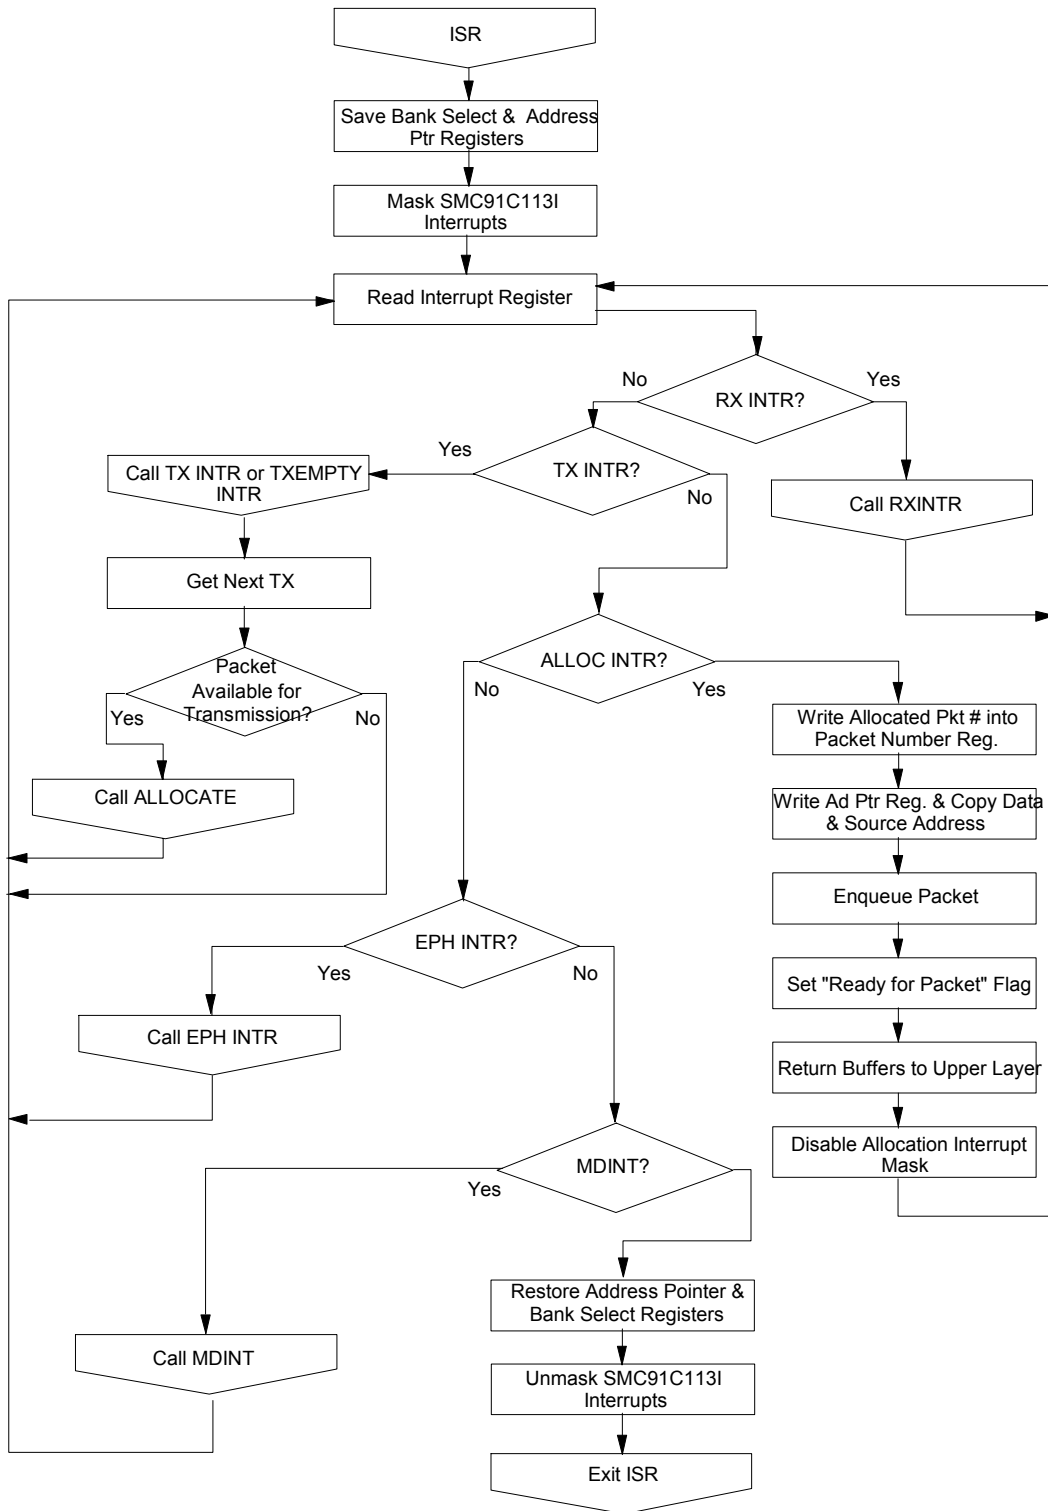 ISR
Save Bank Select & Address
Ptr Registers
Mask SMC91C113I
Interrupts
Read Interrupt Register
No
RX INTR?
Yes
Yes
TX INTR?
No
Call TX INTR or TXEMPTY
INTR
Call RXINTR
Get Next TX
ALLOC INTR?
No
Yes
Packet
Available for
Transmission?
Yes
No
Write Allocated Pkt # into
Packet Number Reg.
Call ALLOCATE
Write Ad Ptr Reg. & Copy Data
& Source Address
Enqueue Packet
EPH INTR?
Yes
No
Set "Ready for Packet" Flag
Call EPH INTR
Return Buffers to Upper Layer
Disable Allocation Interrupt
Mask
MDINT?
Yes
Restore Address Pointer &
Bank Select Registers
Call MDINT
Unmask SMC91C113I
Interrupts
Exit ISR